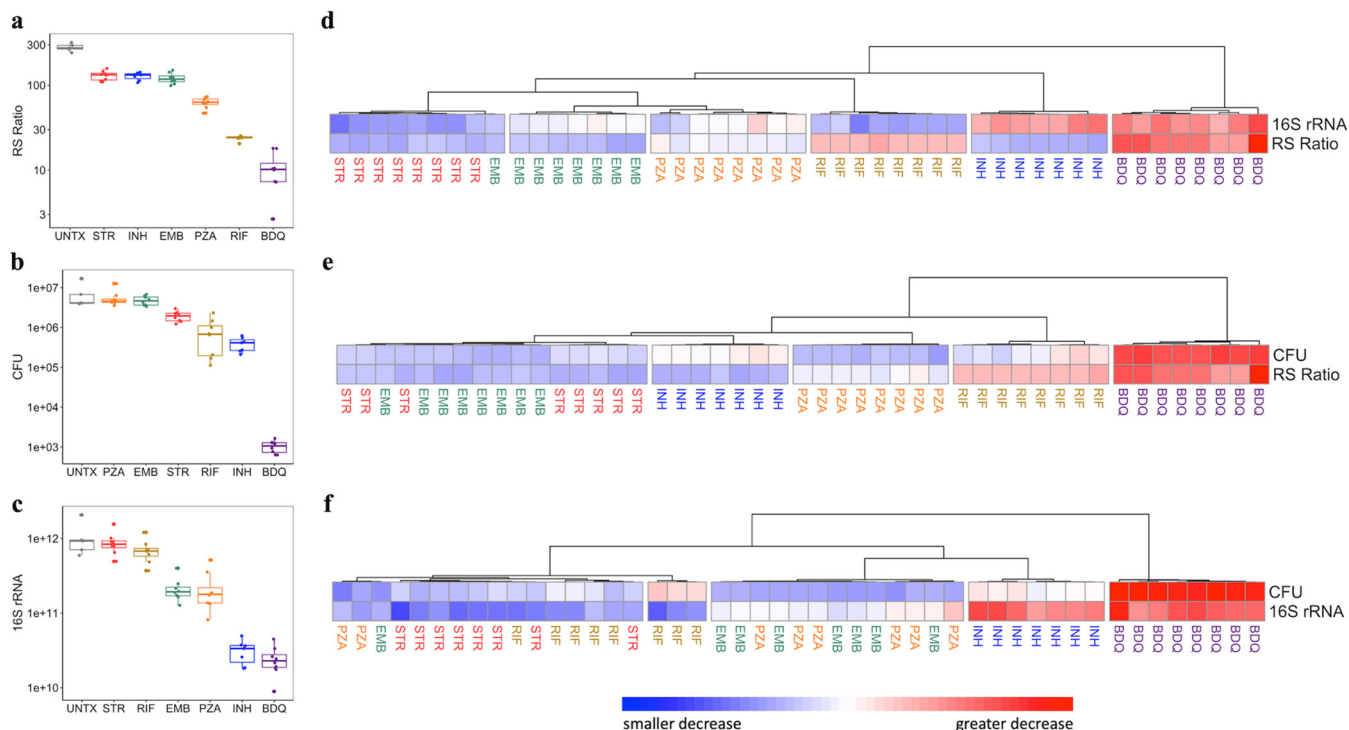 a
RS Ratio
300
100
30
10
3
UNTX STR INH EMB PZA RIF BDQ
b
CFU
1e+07
1e+06
1e+05
1e+04
1e+03
UNTX PZA EMB STR RIF INH BDQ
c
16S rRNA
1e+12
1e+11
1e+10
UNTX STR RIF EMB PZA INH BDQ
d
16S rRNA
RS Ratio
STR STR STR STR STR STR STR STR EMB EMB EMB EMB EMB EMB EMB EMB PZA PZA PZA PZA PZA PZA PZA PZA RIF RIF RIF RIF RIF RIF RIF RIF INH INH INH INH INH INH INH BDQ BDQ BDQ BDQ BDQ BDQ BDQ BDQ
e
CFU
RS Ratio
STR STR EMB STR EMB EMB EMB EMB EMB EMB EMB STR STR STR STR STR INH INH INH INH INH INH INH PZA PZA PZA PZA PZA PZA PZA PZA RIF RIF RIF RIF RIF RIF RIF RIF BDQ BDQ BDQ BDQ BDQ BDQ BDQ BDQ
f
CFU
16S rRNA
PZA PZA EMB STR STR STR STR STR STR RIF STR RIF RIF RIF RIF STR RIF RIF RIF EMB EMB PZA EMB PZA PZA EMB EMB EMB PZA PZA EMB PZA INH INH INH INH INH INH INH BDQ BDQ BDQ BDQ BDQ BDQ BDQ BDQ
smaller decrease greater decrease